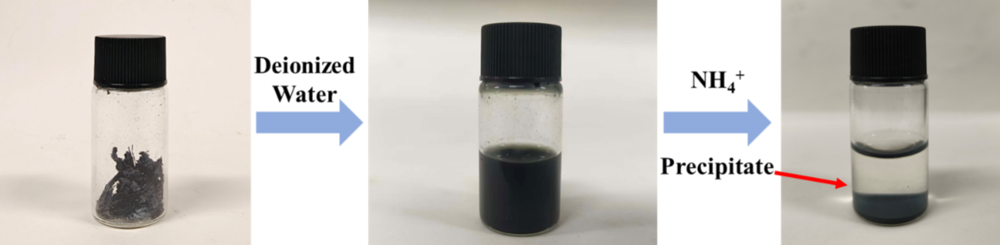 Deionized
Water
NH₄⁺
Precipitate